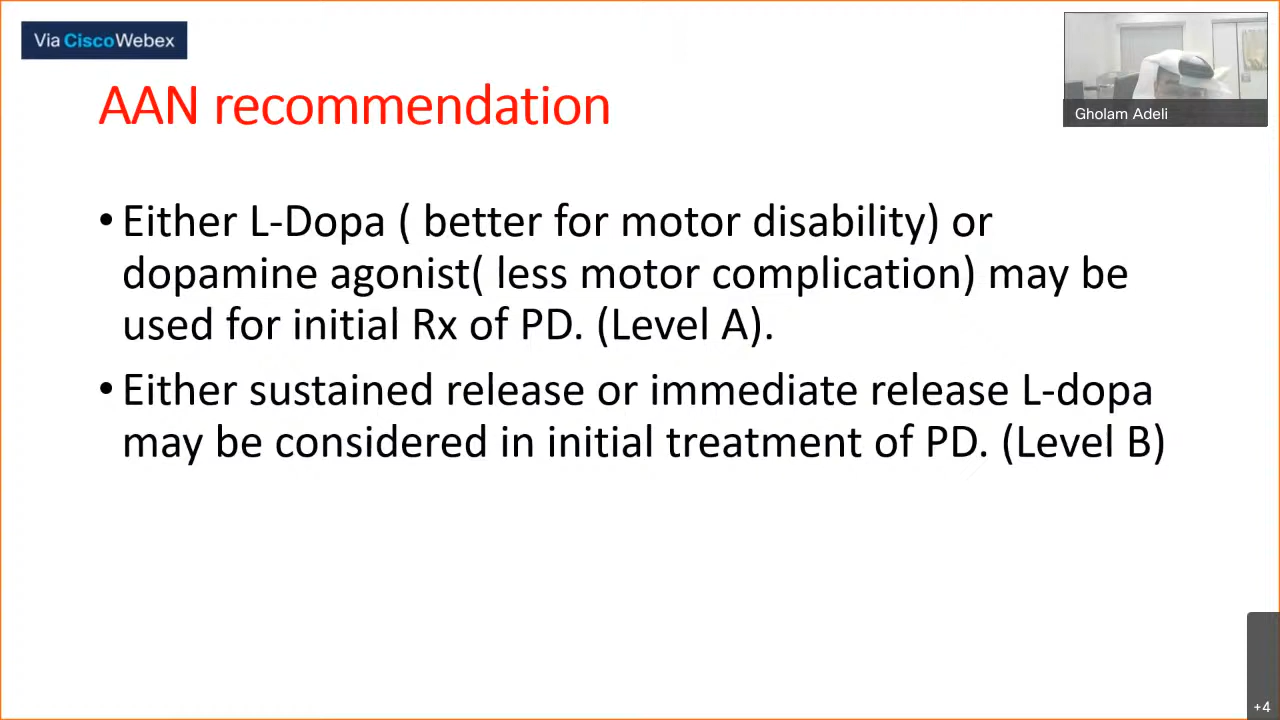 Via CiscoWebex
Gholam Adeli
AAN recommendation
• Either L-Dopa ( better for motor disability) or
dopamine agonist( less motor complication) may be
used for initial Rx of PD. (Level A).
• Either sustained release or immediate release L-dopa
may be considered in initial treatment of PD. (Level B)
+4